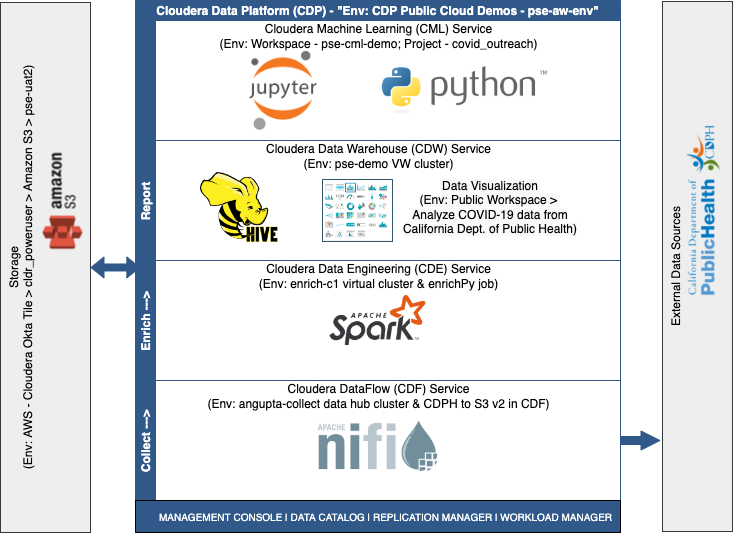 Cloudera Data Platform (CDP) - "Env: CDP Public Cloud Demos - pse-aw-env"
Storage
(Env: AWS - Cloudera Okta Tile > cldr_poweruser > Amazon S3 > pse-uat2)
amazon
S3
Cloudera Machine Learning (CML) Service
(Env: Workspace - pse-cml-demo; Project - covid_outreach)
jupyter
python™
Report
Cloudera Data Warehouse (CDW) Service
(Env: pse-demo VW cluster)
HIVE
Data Visualization
(Env: Public Workspace >
Analyze COVID-19 data from
California Dept. of Public Health)
Enrich --->
Cloudera Data Engineering (CDE) Service
(Env: enrich-c1 virtual cluster & enrichPy job)
APACHE
Spark™
Collect --->
Cloudera DataFlow (CDF) Service
(Env: angupta-collect data hub cluster & CDPH to S3 v2 in CDF)
APACHE
nifi
MANAGEMENT CONSOLE I DATA CATALOG I REPLICATION MANAGER I WORKLOAD MANAGER
External Data Sources
California Department of
PublicHealth
CDPH